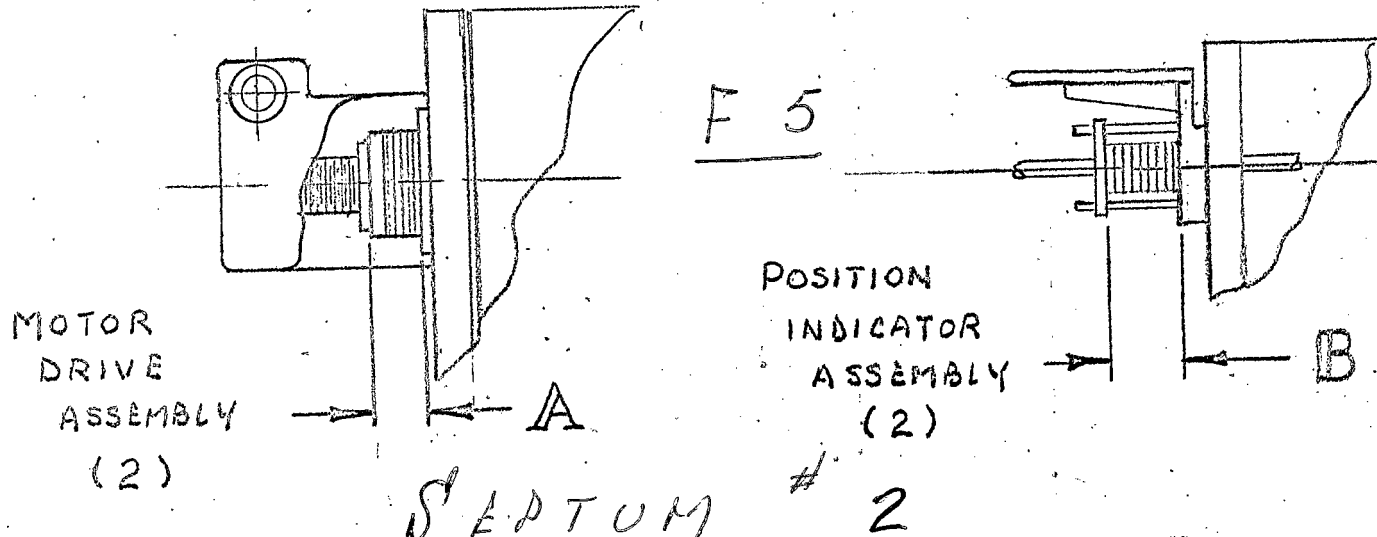 F 5
MOTOR
DRIVE
ASSEMBLY
(2)
A
POSITION
INDICATOR
ASSEMBLY
(2)
B
SEPTUM # 2